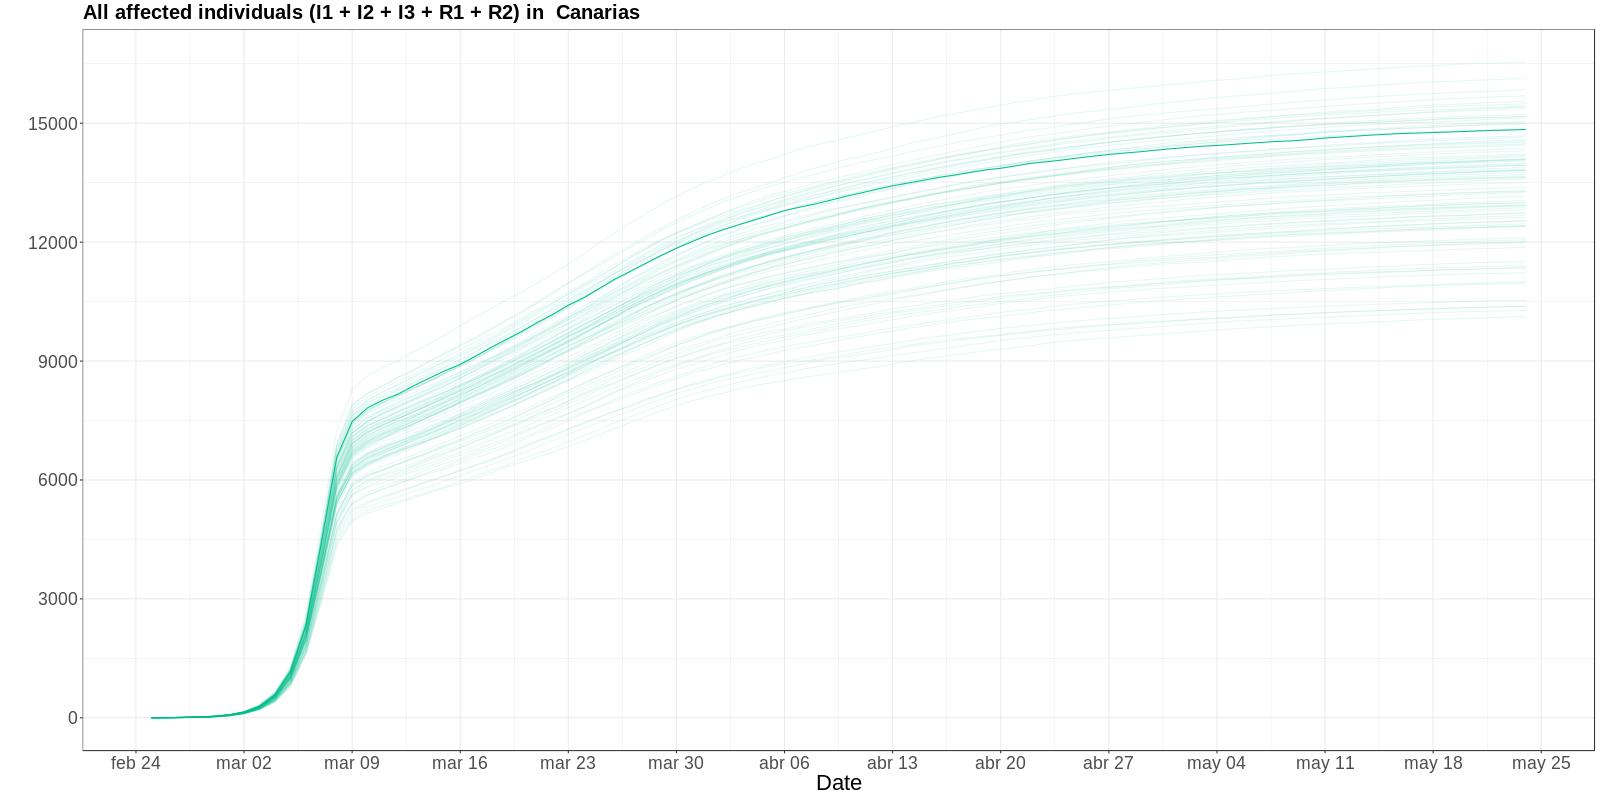 All affected individuals (I1 + I2 + I3 + R1 + R2) in  Canarias
15000
12000
9000
6000
3000
0
feb 24 mar 02 mar 09 mar 16 mar 23 mar 30 abr 06 abr 13 abr 20 abr 27 may 04 may 11 may 18 may 25
Date